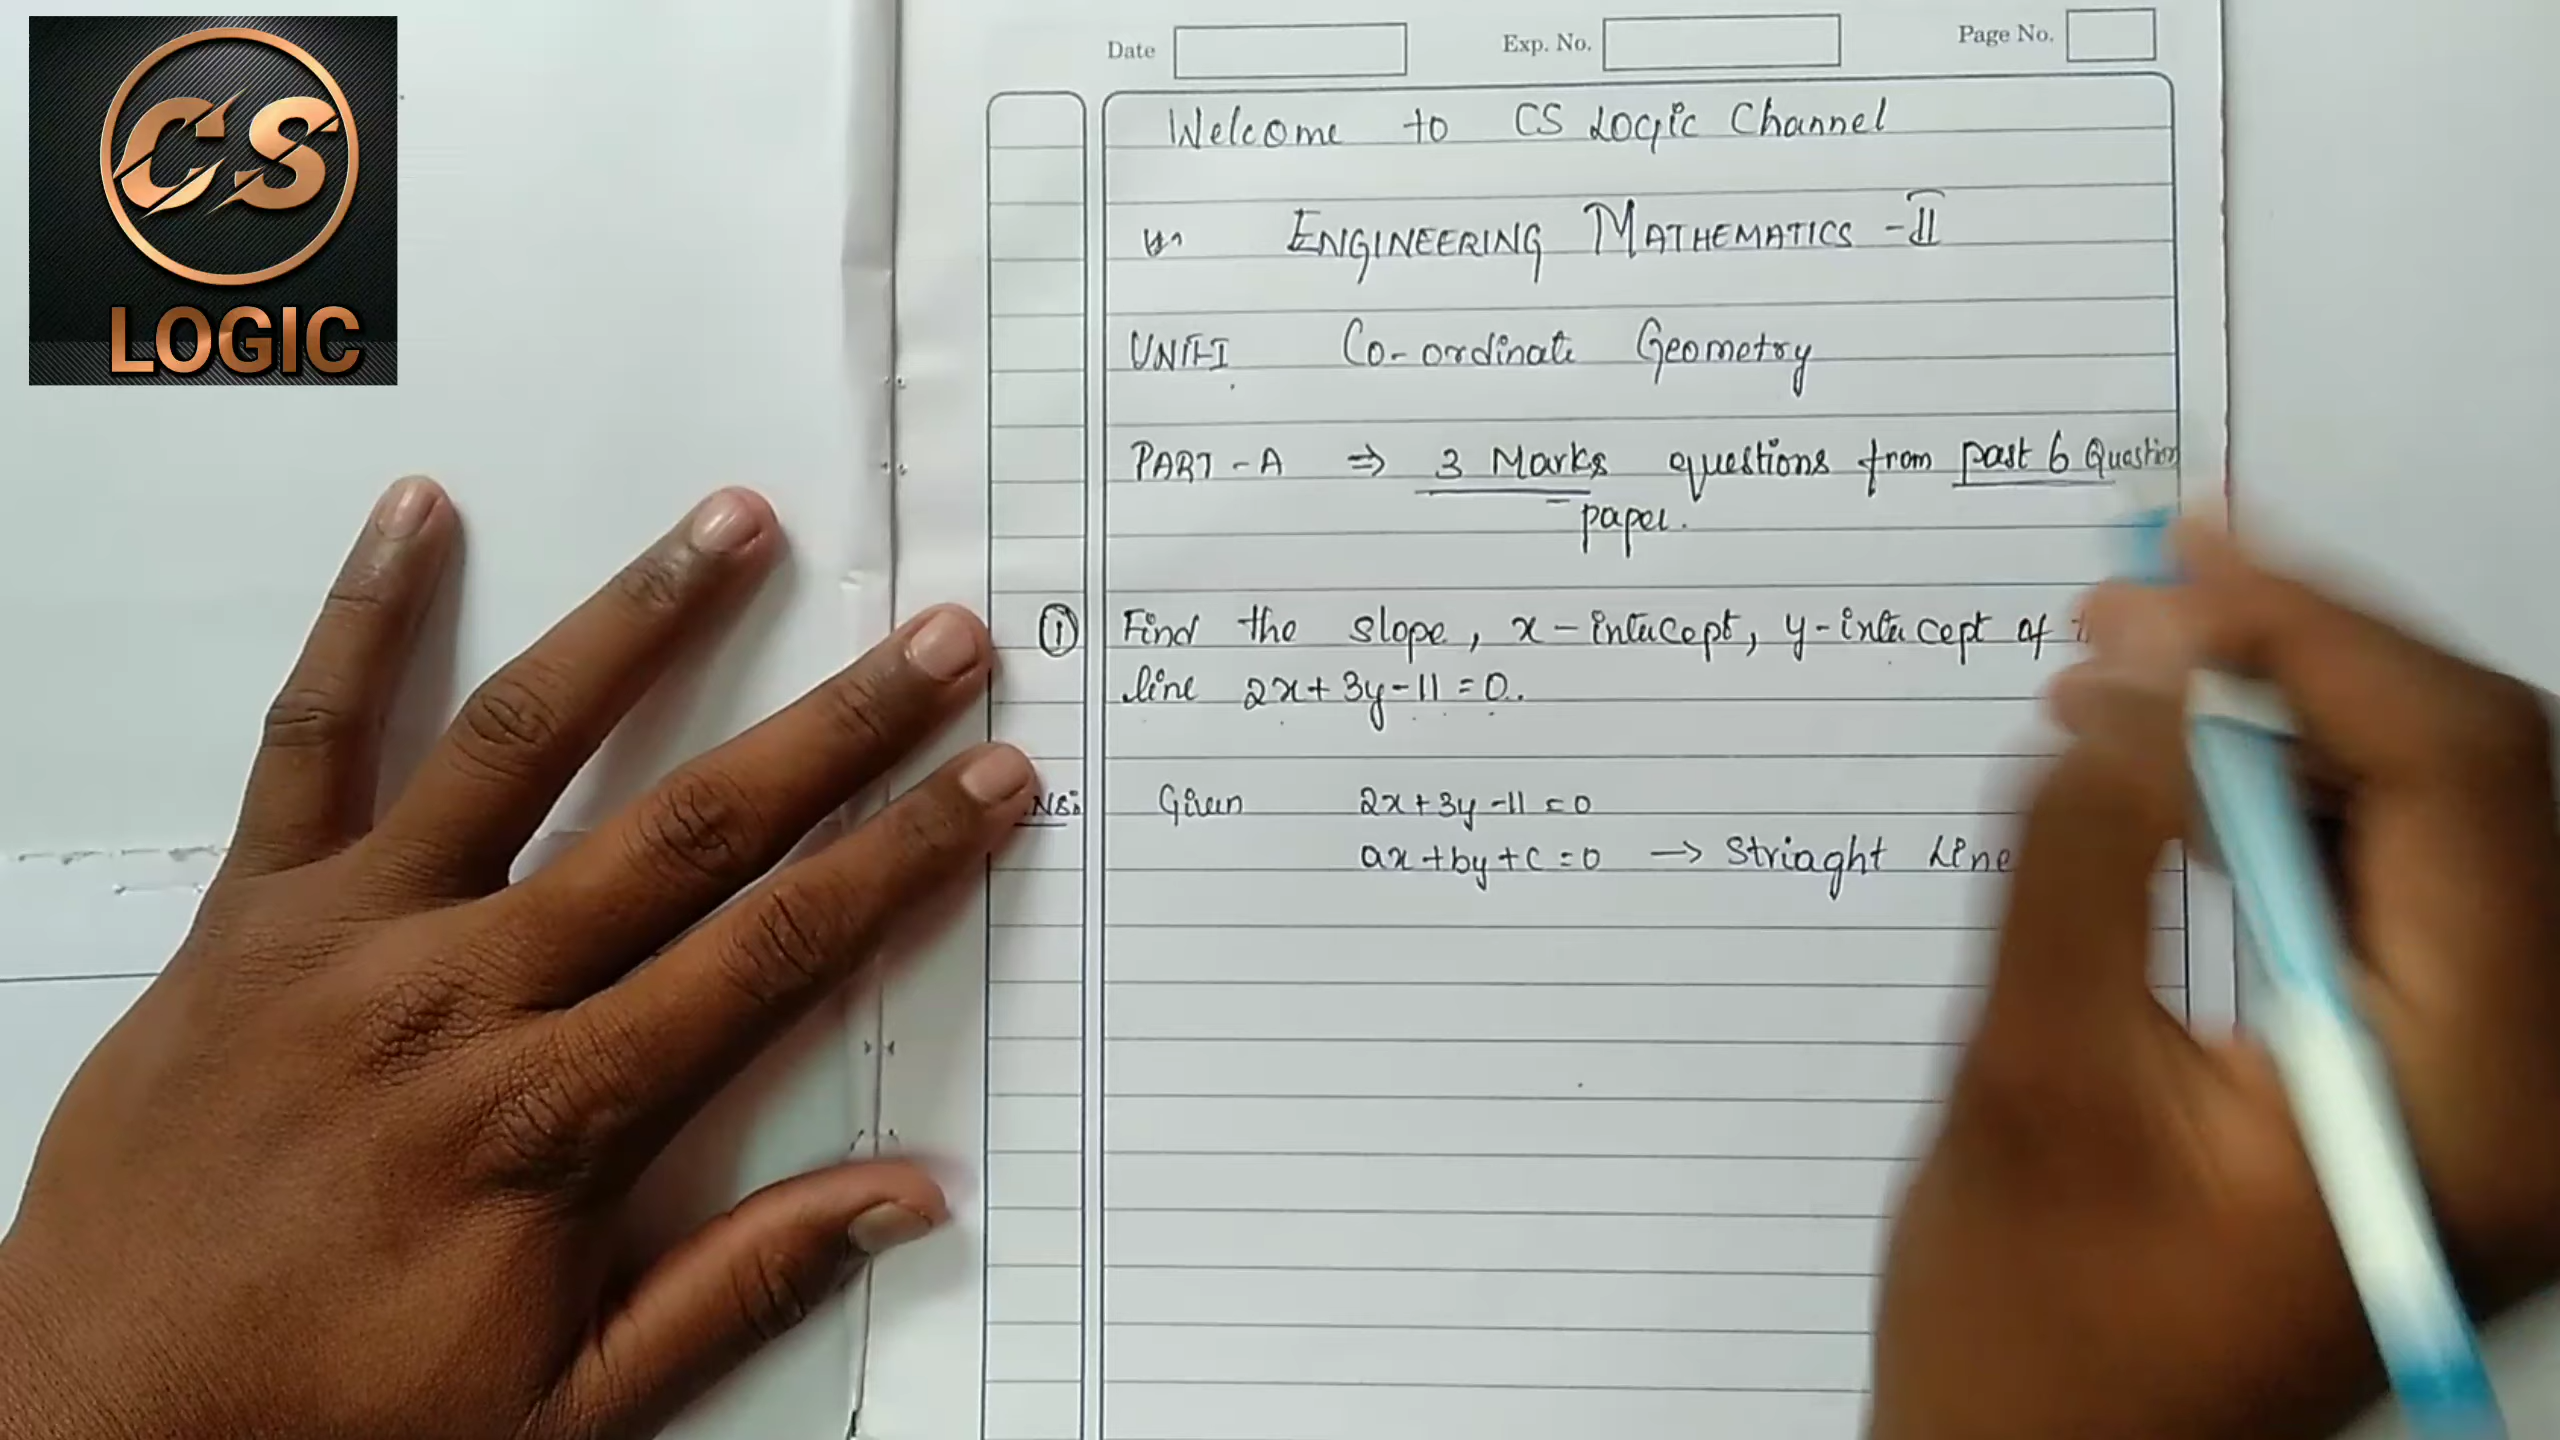 CS
LOGIC
Date
Exp. No.
Page No.
Welcome to CS Logic Channel
ENGINEERING MATHEMATICS -II
UNIT-I Co-ordinate Geometry
PART-A ⇒ 3 Marks questions from past 6 Question
paper.
① Find the slope, x-intercept, y-intercept of
line 2x+3y-11=0.
Given 2x+3y-11=0
ax+by+c=0 → Striaght Line